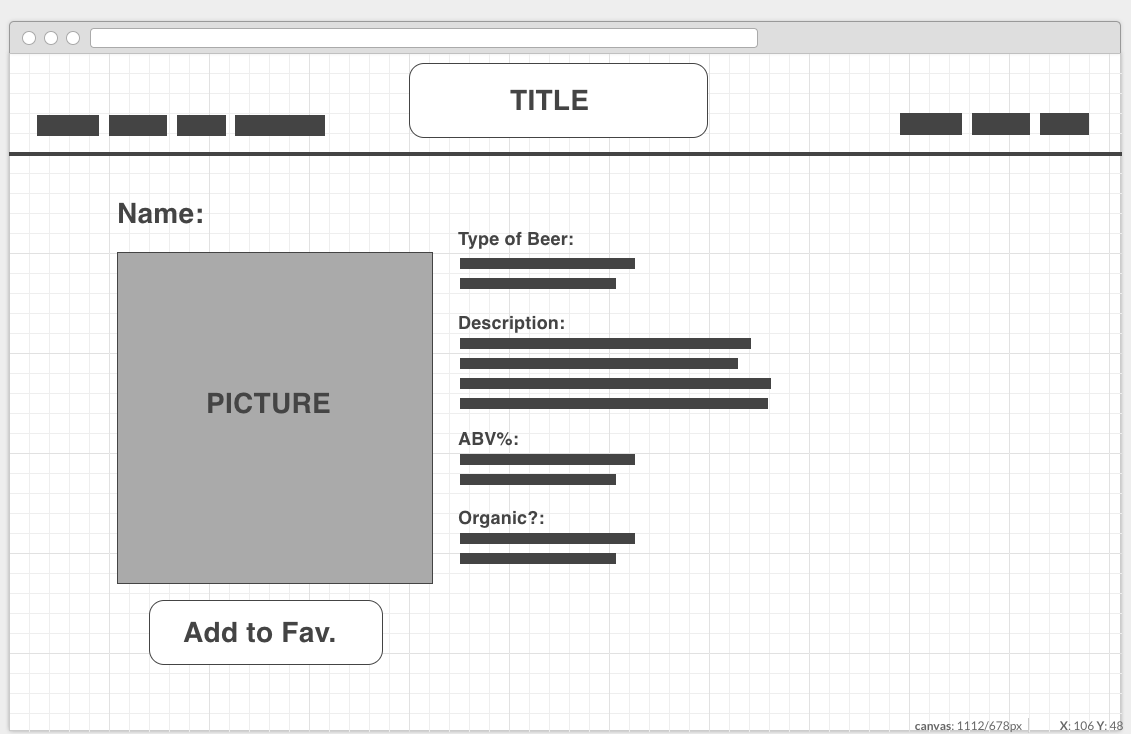 TITLE
Name:
PICTURE
Add to Fav.
Type of Beer:
Description:
ABV%:
Organic?:
canvas: 1112/678px
X: 106 Y: 48